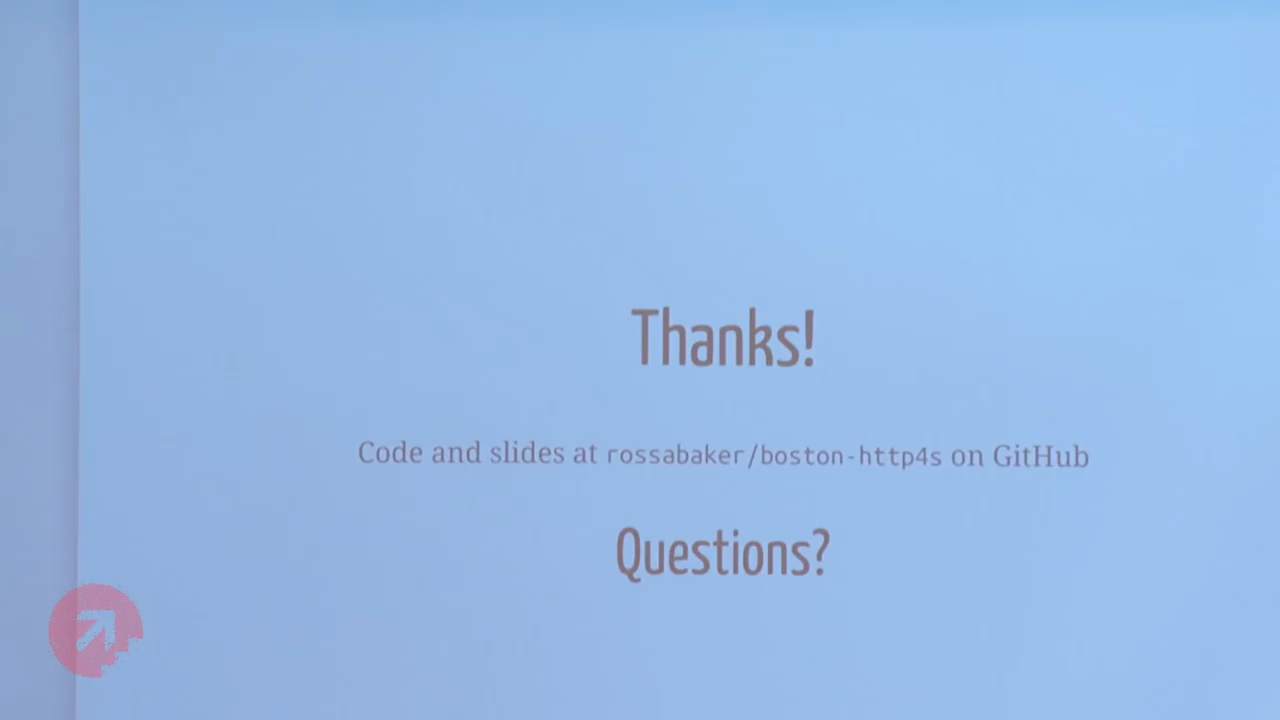 Thanks!
Code and slides at rossabaker/boston-http4s on GitHub
Questions?